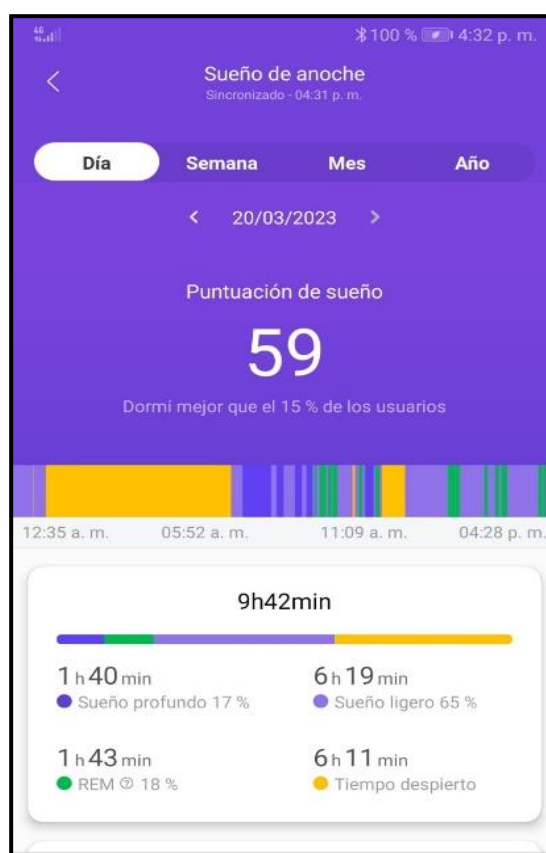 4G 100 % 4:32 p. m.
Sueño de anoche
Sincronizado - 04:31 p. m.
Día Semana Mes Año
< 20/03/2023 >
Puntuación de sueño
59
Dormí mejor que el 15 % de los usuarios
12:35 a. m. 05:52 a. m. 11:09 a. m. 04:28 p. m.
9h42min
1 h 40 min 6 h 19 min
Sueño profundo 17 % Sueño ligero 65 %
1 h 43 min 6 h 11 min
REM ? 18 % Tiempo despierto